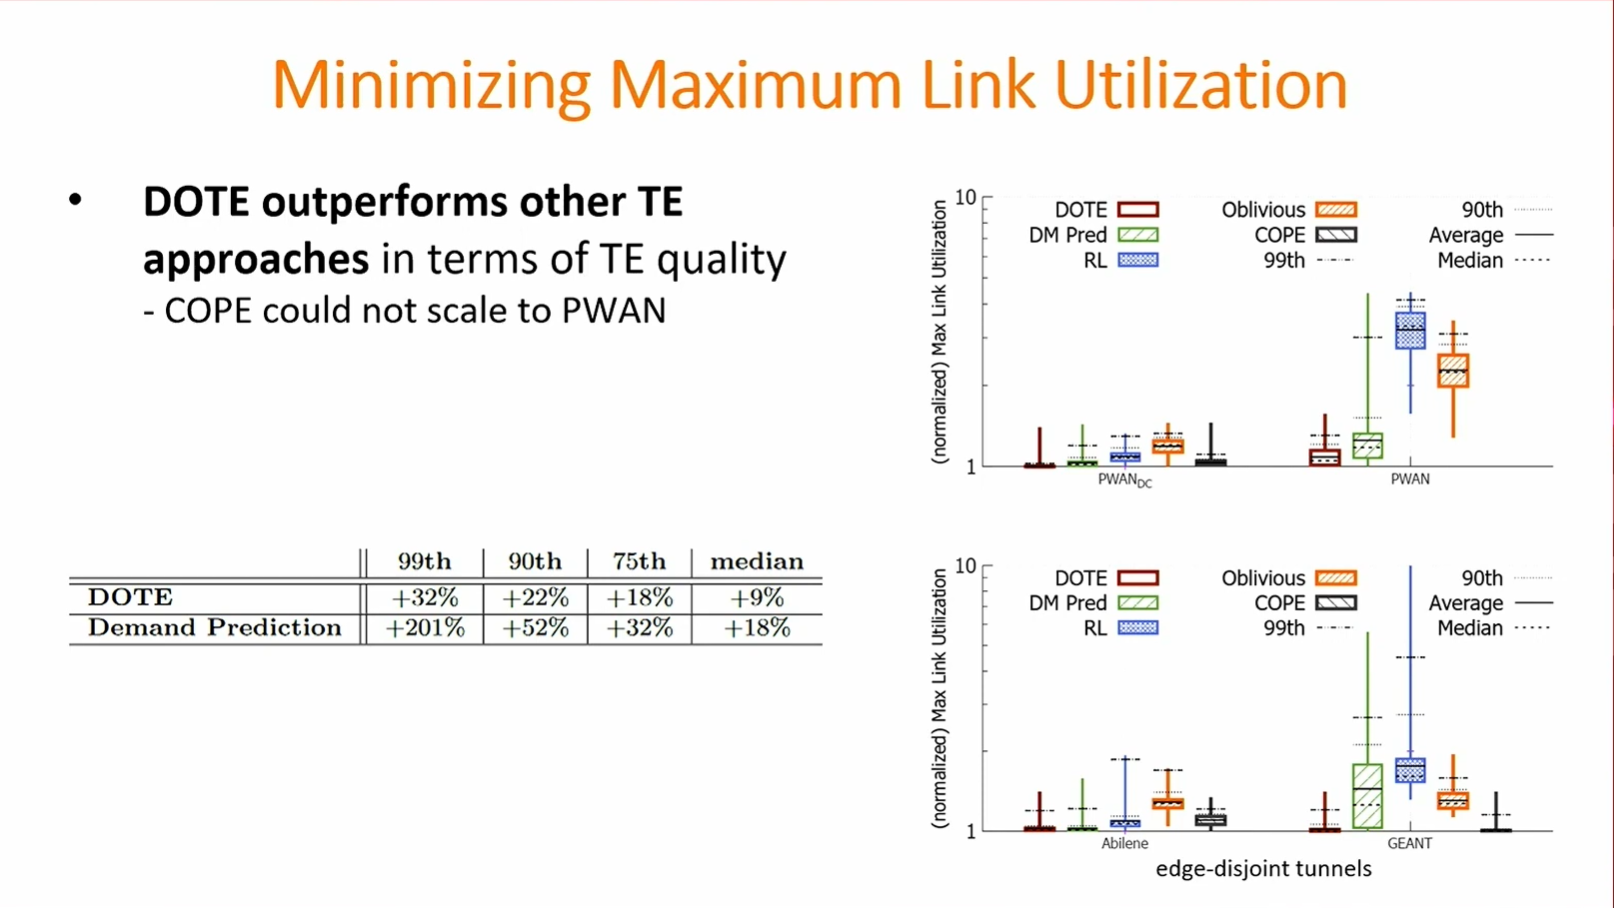 Minimizing Maximum Link Utilization
• DOTE outperforms other TE
approaches in terms of TE quality
- COPE could not scale to PWAN
99th 90th 75th median
DOTE +32% +22% +18% +9%
Demand Prediction +201% +52% +32% +18%
(normalized) Max Link Utilization
10
DOTE Oblivious 90th
DM Pred COPE Average
RL 99th Median
1
PWANDC PWAN
(normalized) Max Link Utilization
10
DOTE Oblivious 90th
DM Pred COPE Average
RL 99th Median
1
Abilene GEANT
edge-disjoint tunnels